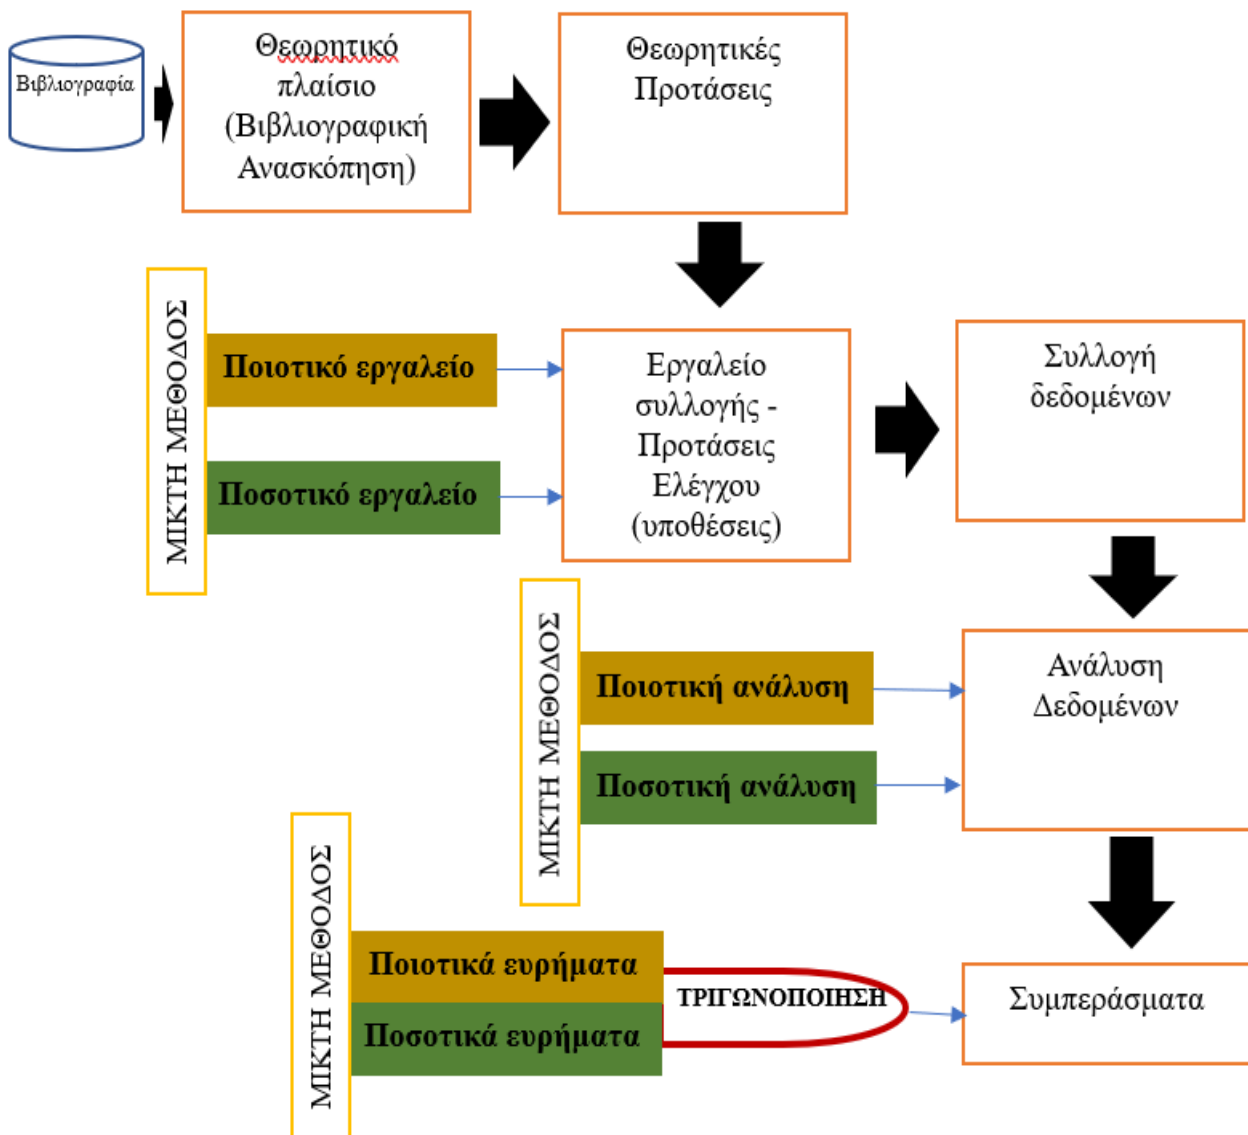 Βιβλιογραφία
Θεωρητικό
πλαίσιο
(Βιβλιογραφική
Ανασκόπηση)
Θεωρητικές
Προτάσεις
ΜΙΚΤΗ ΜΕΘΟΔΟΣ
Ποιοτικό εργαλείο
Ποσοτικό εργαλείο
Εργαλείο
συλλογής -
Προτάσεις
Ελέγχου
(υποθέσεις)
Συλλογή
δεδομένων
ΜΙΚΤΗ ΜΕΘΟΔΟΣ
Ποιοτική ανάλυση
Ποσοτική ανάλυση
Ανάλυση
Δεδομένων
ΜΙΚΤΗ ΜΕΘΟΔΟΣ
Ποιοτικά ευρήματα
Ποσοτικά ευρήματα
ΤΡΙΓΩΝΟΠΟΙΗΣΗ
Συμπεράσματα